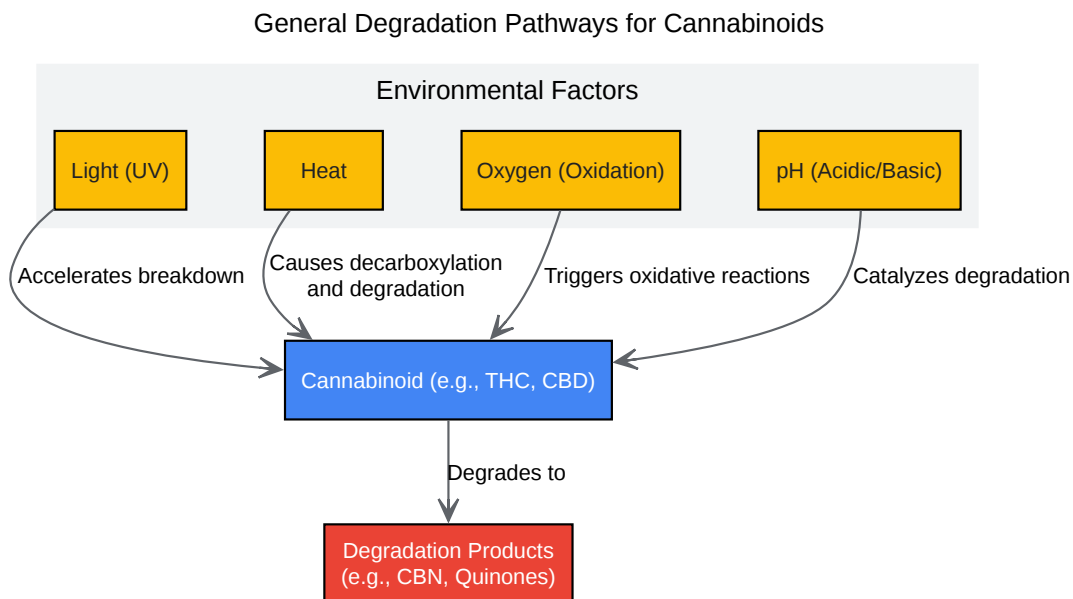 General Degradation Pathways for Cannabinoids
Environmental Factors
Light (UV)
Heat
Oxygen (Oxidation)
pH (Acidic/Basic)
Accelerates breakdown
Causes decarboxylation
and degradation
Triggers oxidative reactions
Catalyzes degradation
Cannabinoid (e.g., THC, CBD)
Degrades to
Degradation Products
(e.g., CBN, Quinones)